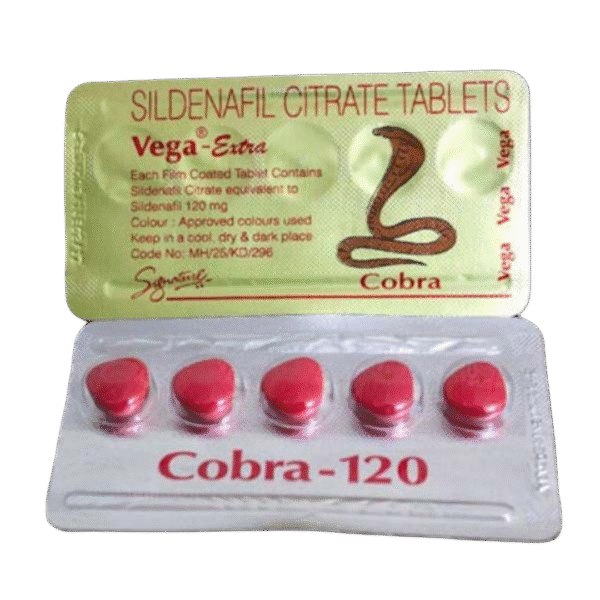 SILDENAFIL CITRATE TABLETS
Vega®-Extra
Each Film Coated Tablet Contains
Sildenafil Citrate equivalent to
Sildenafil 120 mg
Colour : Approved colours used
Keep in a cool, dry & dark place
Code No: MH/25/KD/296
Signature
Cobra
Vega
Vega
Vega
Cobra-120